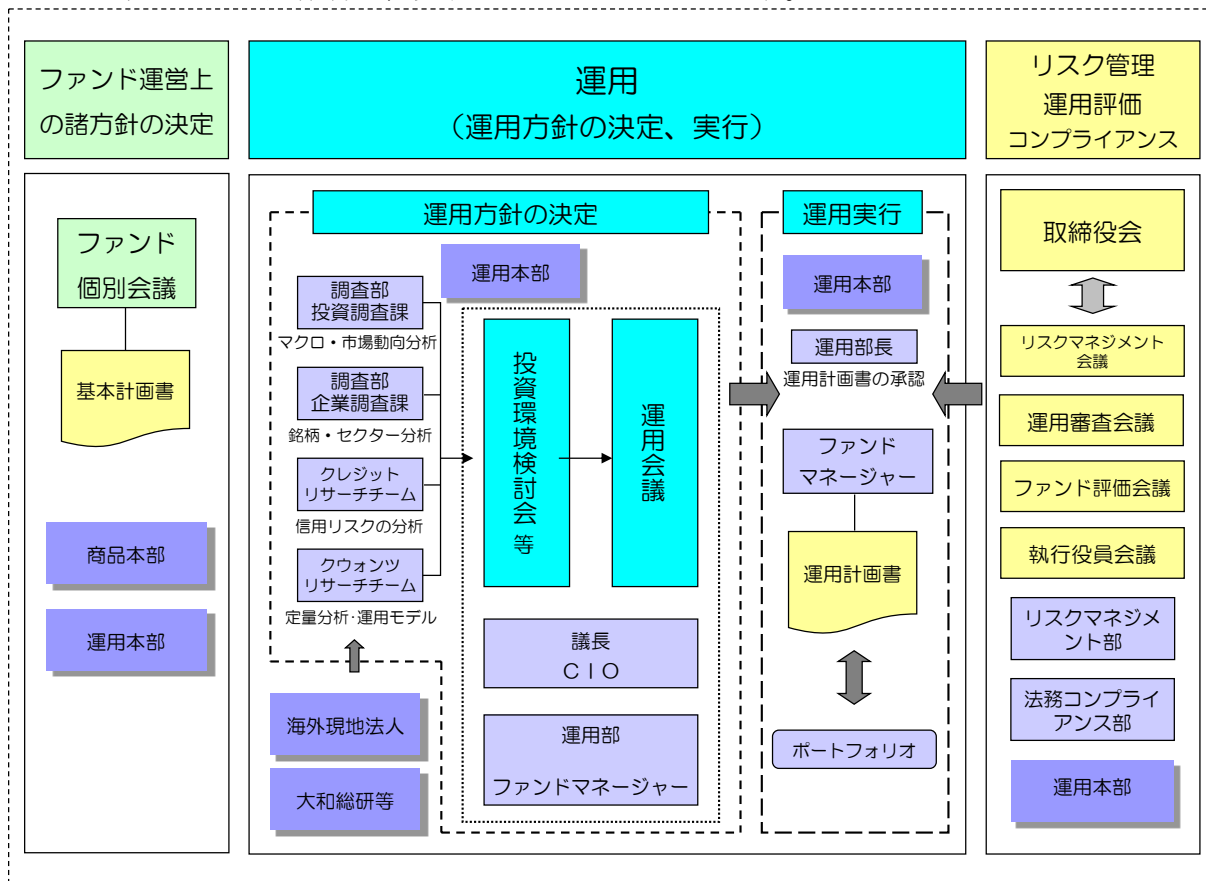 ファンド運営上
の諸方針の決定
運用
（運用方針の決定、実行）
リスク管理
運用評価
コンプライアンス
ファンド
個別会議
基本計画書
商品本部
運用本部
運用方針の決定
運用本部
調査部
投資調査課
マクロ・市場動向分析
調査部
企業調査課
銘柄・セクター分析
クレジット
リサーチチーム
信用リスクの分析
クウォンツ
リサーチチーム
定量分析･運用モデル
海外現地法人
大和総研等
投資環境検討会等
運用会議
議長
ＣＩＯ
運用部
ファンドマネージャー
運用実行
運用本部
運用部長
運用計画書の承認
ファンド
マネージャー
運用計画書
ポートフォリオ
取締役会
リスクマネジメント
会議
運用審査会議
ファンド評価会議
執行役員会議
リスクマネジメ
ント部
法務コンプライ
アンス部
運用本部